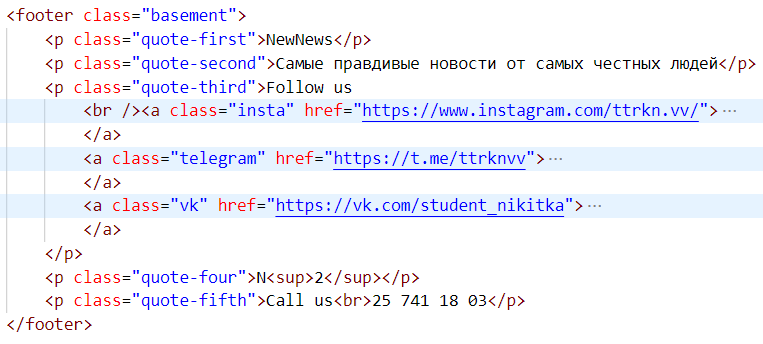 <footer class="basement">
<p class="quote-first">NewNews</p>
<p class="quote-second">Самые правдивые новости от самых честных людей</p>
<p class="quote-third">Follow us
<br /><a class="insta" href="https://www.instagram.com/ttrkn.vv/">···
</a>
<a class="telegram" href="https://t.me/ttrknvv">···
</a>
<a class="vk" href="https://vk.com/student_nikitka">···
</a>
</p>
<p class="quote-four">N<sup>2</sup></p>
<p class="quote-fifth">Call us<br>25 741 18 03</p>
</footer>